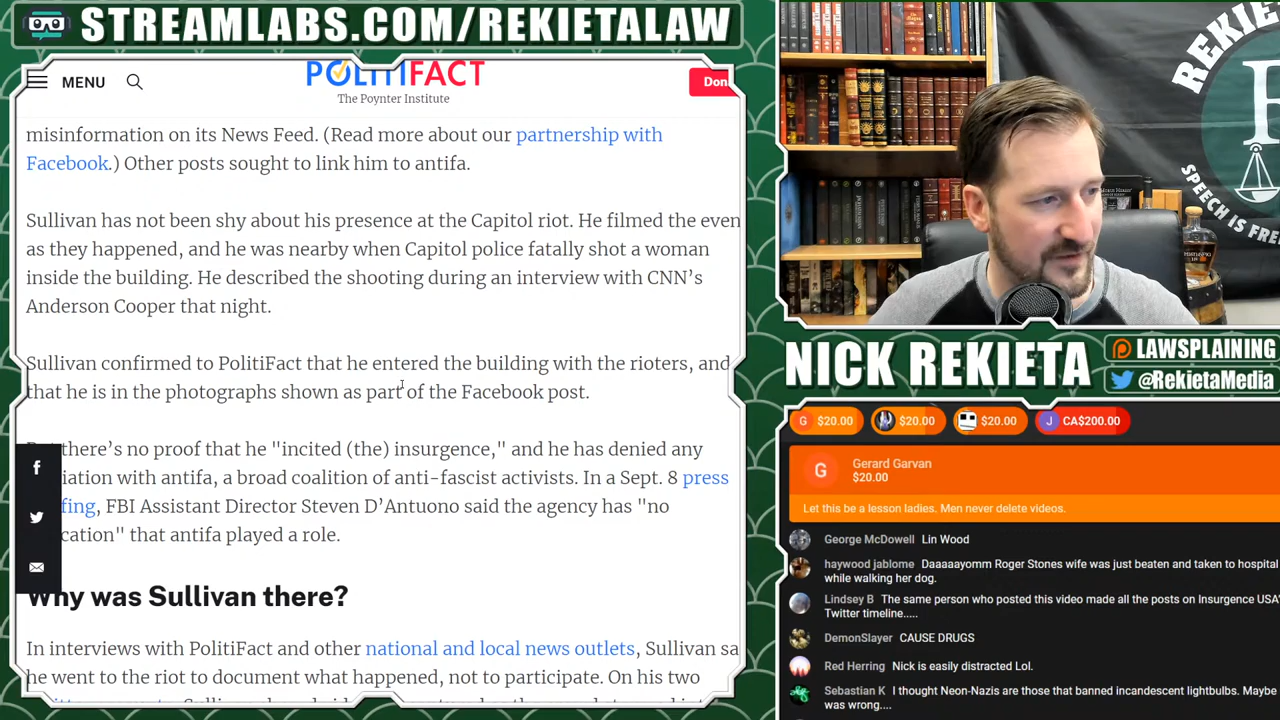 STREAMLABS.COM/REKIETALAW
MENU
POLITIFACT
The Poynter Institute
Don
misinformation on its News Feed. (Read more about our partnership with
Facebook.) Other posts sought to link him to antifa.
Sullivan has not been shy about his presence at the Capitol riot. He filmed the even
as they happened, and he was nearby when Capitol police fatally shot a woman
inside the building. He described the shooting during an interview with CNN’s
Anderson Cooper that night.
Sullivan confirmed to PolitiFact that he entered the building with the rioters, and
that he is in the photographs shown as part of the Facebook post.
there’s no proof that he "incited (the) insurgence," and he has denied any
iation with antifa, a broad coalition of anti-fascist activists. In a Sept. 8 press
fing, FBI Assistant Director Steven D’Antuono said the agency has "no
cation" that antifa played a role.
Why was Sullivan there?
In interviews with PolitiFact and other national and local news outlets, Sullivan sa
he went to the riot to document what happened, not to participate. On his two
REKIE
SPEECH IS FRE
NICK REKIETA
LAWSPLAINING
@RekietaMedia
G $20.00
$20.00
$20.00
J CA$200.00
G
Gerard Garvan
$20.00
Let this be a lesson ladies. Men never delete videos.
George McDowell Lin Wood
haywood jablome Daaaaayomm Roger Stones wife was just beaten and taken to hospital
while walking her dog.
Lindsey B The same person who posted this video made all the posts on Insurgence USA'
Twitter timeline.....
DemonSlayer CAUSE DRUGS
Red Herring Nick is easily distracted Lol.
Sebastian K I thought Neon-Nazis are those that banned incandescent lightbulbs. Maybe
was wrong....